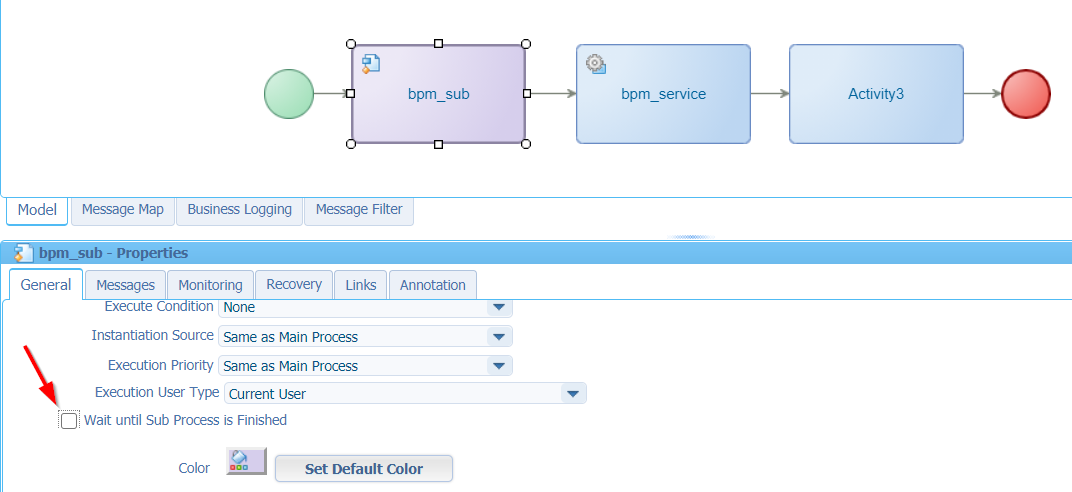 bpm_sub
bpm_service
Activity3
Model
Message Map
Business Logging
Message Filter
bpm_sub - Properties
General
Messages
Monitoring
Recovery
Links
Annotation
Execute Condition None
Instantiation Source Same as Main Process
Execution Priority Same as Main Process
Execution User Type Current User
Wait until Sub Process is Finished
Color Set Default Color